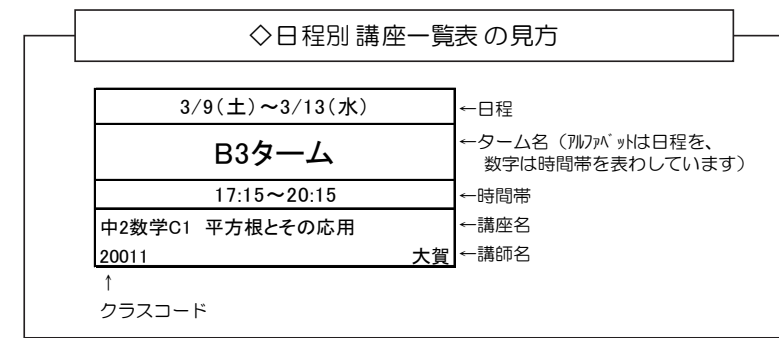 ◇日程別 講座一覧表 の見方
3/9(土)~3/13(水)
←日程
B3ターム
←ターム名(アルファベットは日程を、
数字は時間帯を表わしています)
17:15~20:15
←時間帯
中2数学C1 平方根とその応用
←講座名
20011 大賀
←講師名
↑
クラスコード